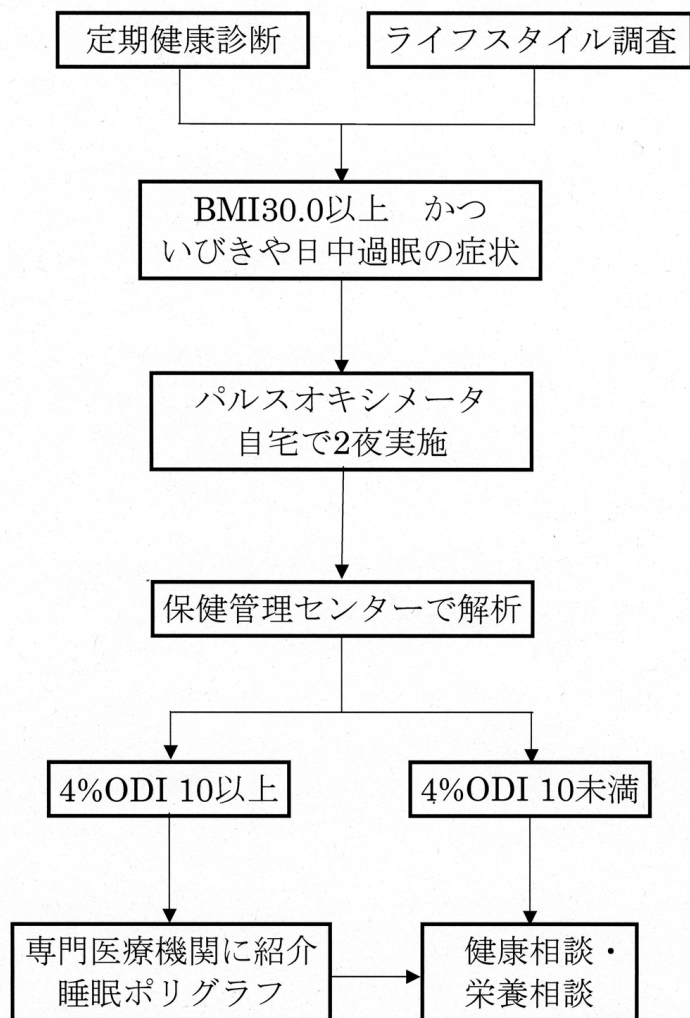 定期健康診断
ライフスタイル調査
BMI30.0以上　かつ
いびきや日中過眠の症状
パルスオキシメータ
自宅で2夜実施
保健管理センターで解析
4%ODI 10以上
4%ODI 10未満
専門医療機関に紹介
睡眠ポリグラフ
健康相談・
栄養相談